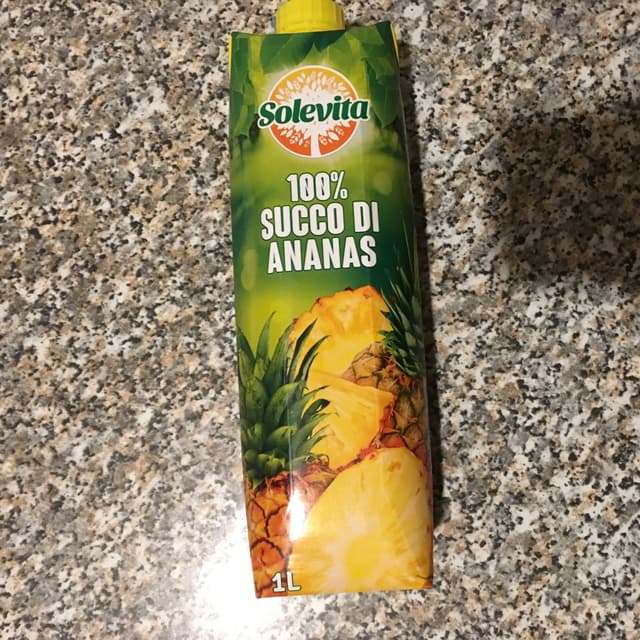 Solevita
100%
SUCCO DI
ANANAS
1L